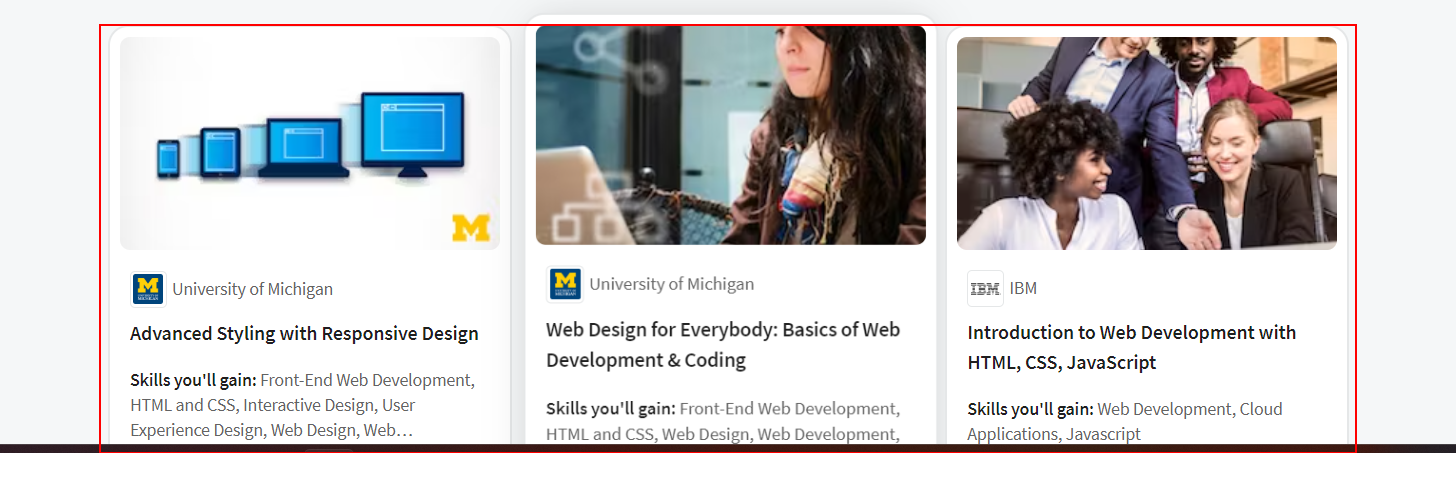 University of Michigan
Advanced Styling with Responsive Design
Skills you'll gain: Front-End Web Development,
HTML and CSS, Interactive Design, User
Experience Design, Web Design, Web…
University of Michigan
Web Design for Everybody: Basics of Web
Development & Coding
Skills you'll gain: Front-End Web Development,
HTML and CSS, Web Design, Web Development,
IBM IBM
Introduction to Web Development with
HTML, CSS, JavaScript
Skills you'll gain: Web Development, Cloud
Applications, Javascript